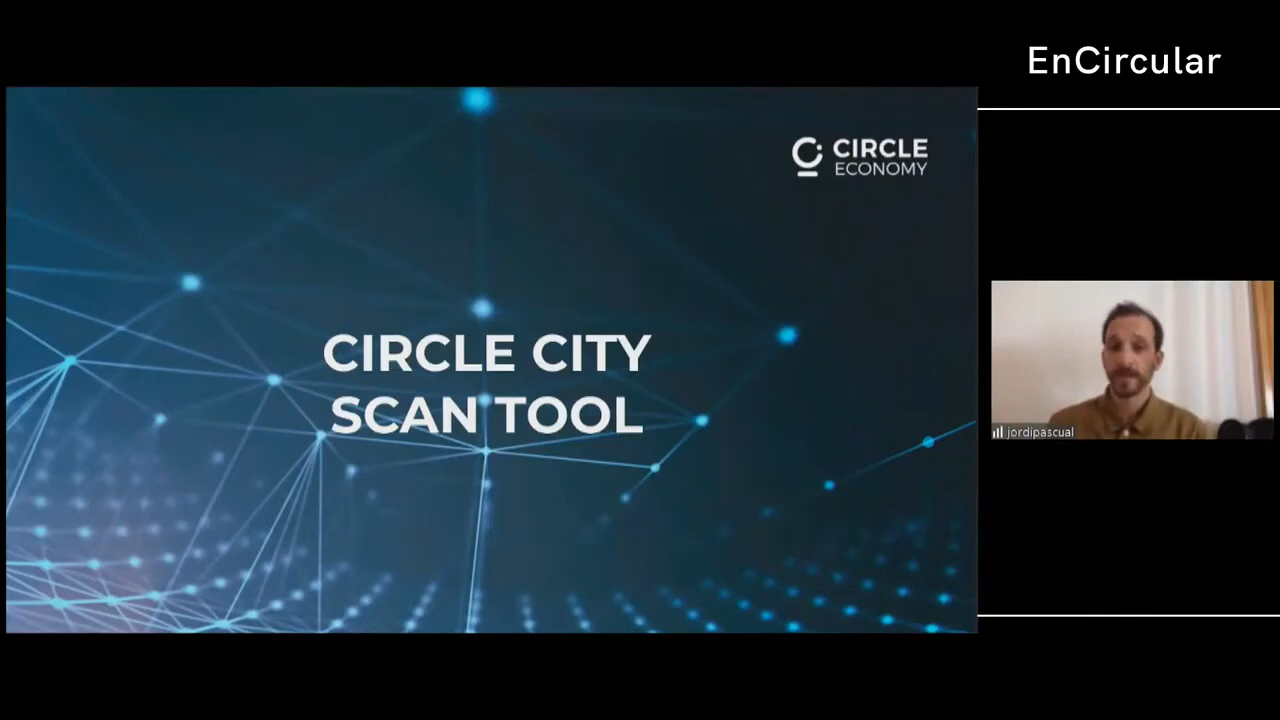 EnCircular
CIRCLE
ECONOMY
CIRCLE CITY
SCAN TOOL
jordipascual